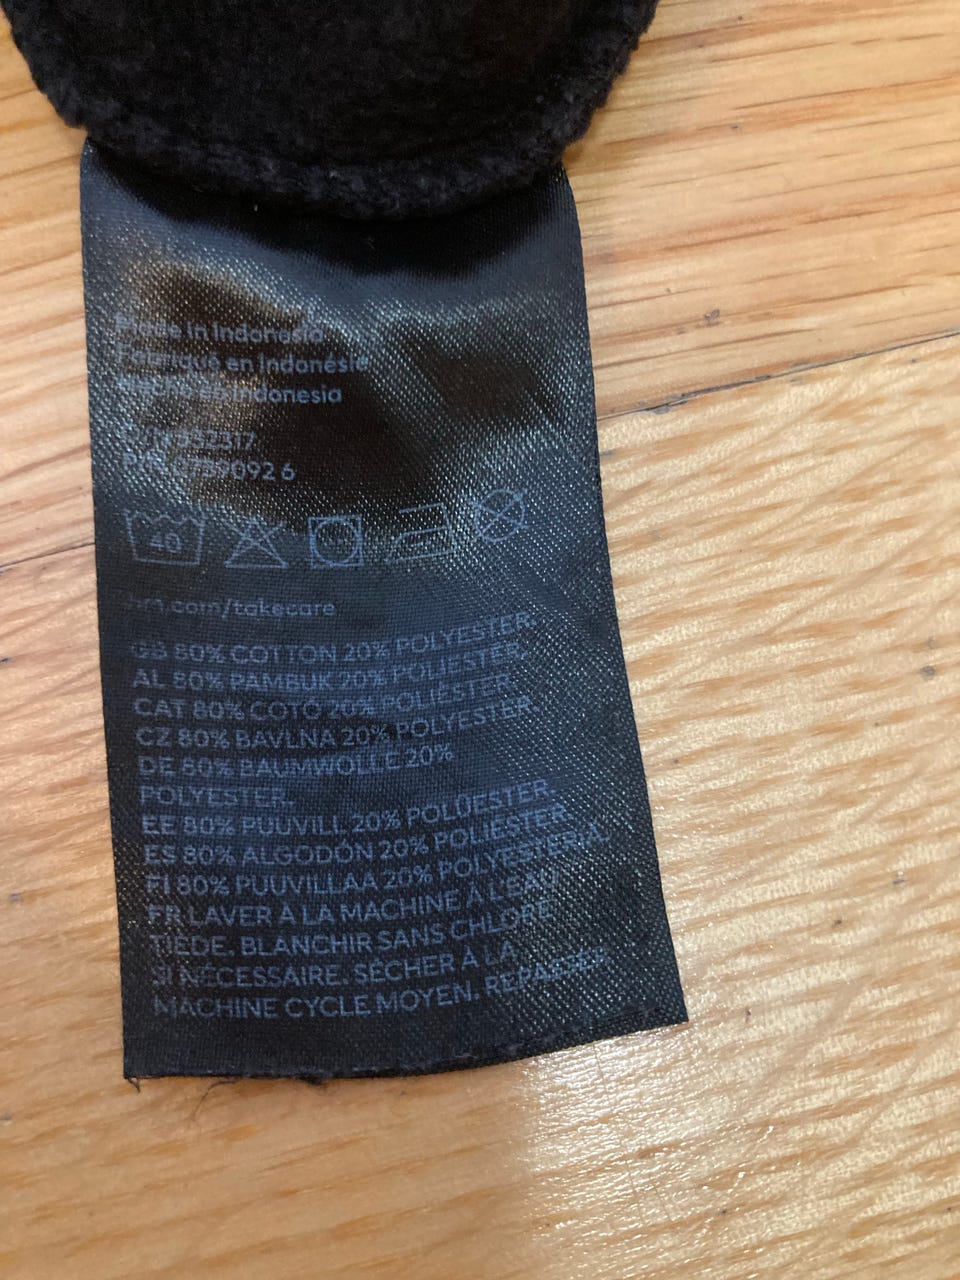 Made in Indonesia
Fabriqué en Indonésie
Hecho en Indonesia
40
hm.com/takecare
GB 80% COTTON 20% POLYESTER.
AL 80% PAMBUK 20% POLIESTER.
CAT 80% COTÓ 20% POLIÈSTER.
CZ 80% BAVLNA 20% POLYESTER.
DE 80% BAUMWOLLE 20%
POLYESTER.
EE 80% PUUVILL 20% POLÜESTER.
ES 80% ALGODÓN 20% POLIÉSTER.
FI 80% PUUVILLAA 20% POLYESTERIÄ.
FR LAVER À LA MACHINE À L'EAU
TIÈDE. BLANCHIR SANS CHLORE
SI NÉCESSAIRE. SÉCHER À LA
MACHINE CYCLE MOYEN. REPASSER